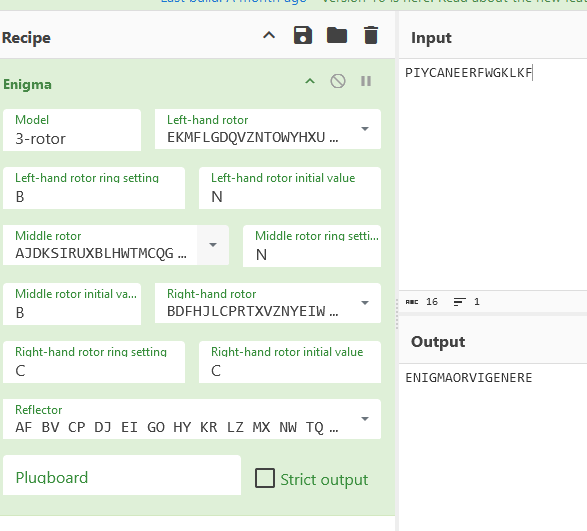 Last build: A month ago - Version 10 is here! Read about the new fea
Recipe
Enigma
Model
3-rotor
Left-hand rotor
EKMFLGDQVZNTOWYHXU …
Left-hand rotor ring setting
B
Left-hand rotor initial value
N
Middle rotor
AJDKSIRUXBLHWTMCQG …
Middle rotor ring setti…
N
Middle rotor initial va…
B
Right-hand rotor
BDFHJLCPRTXVZNYEIW …
Right-hand rotor ring setting
C
Right-hand rotor initial value
C
Reflector
AF BV CP DJ EI GO HY KR LZ MX NW TQ …
Plugboard
Strict output
Input
PIYCANEERFWGKLKF
ABC 16 1
Output
ENIGMAORVIGENERE